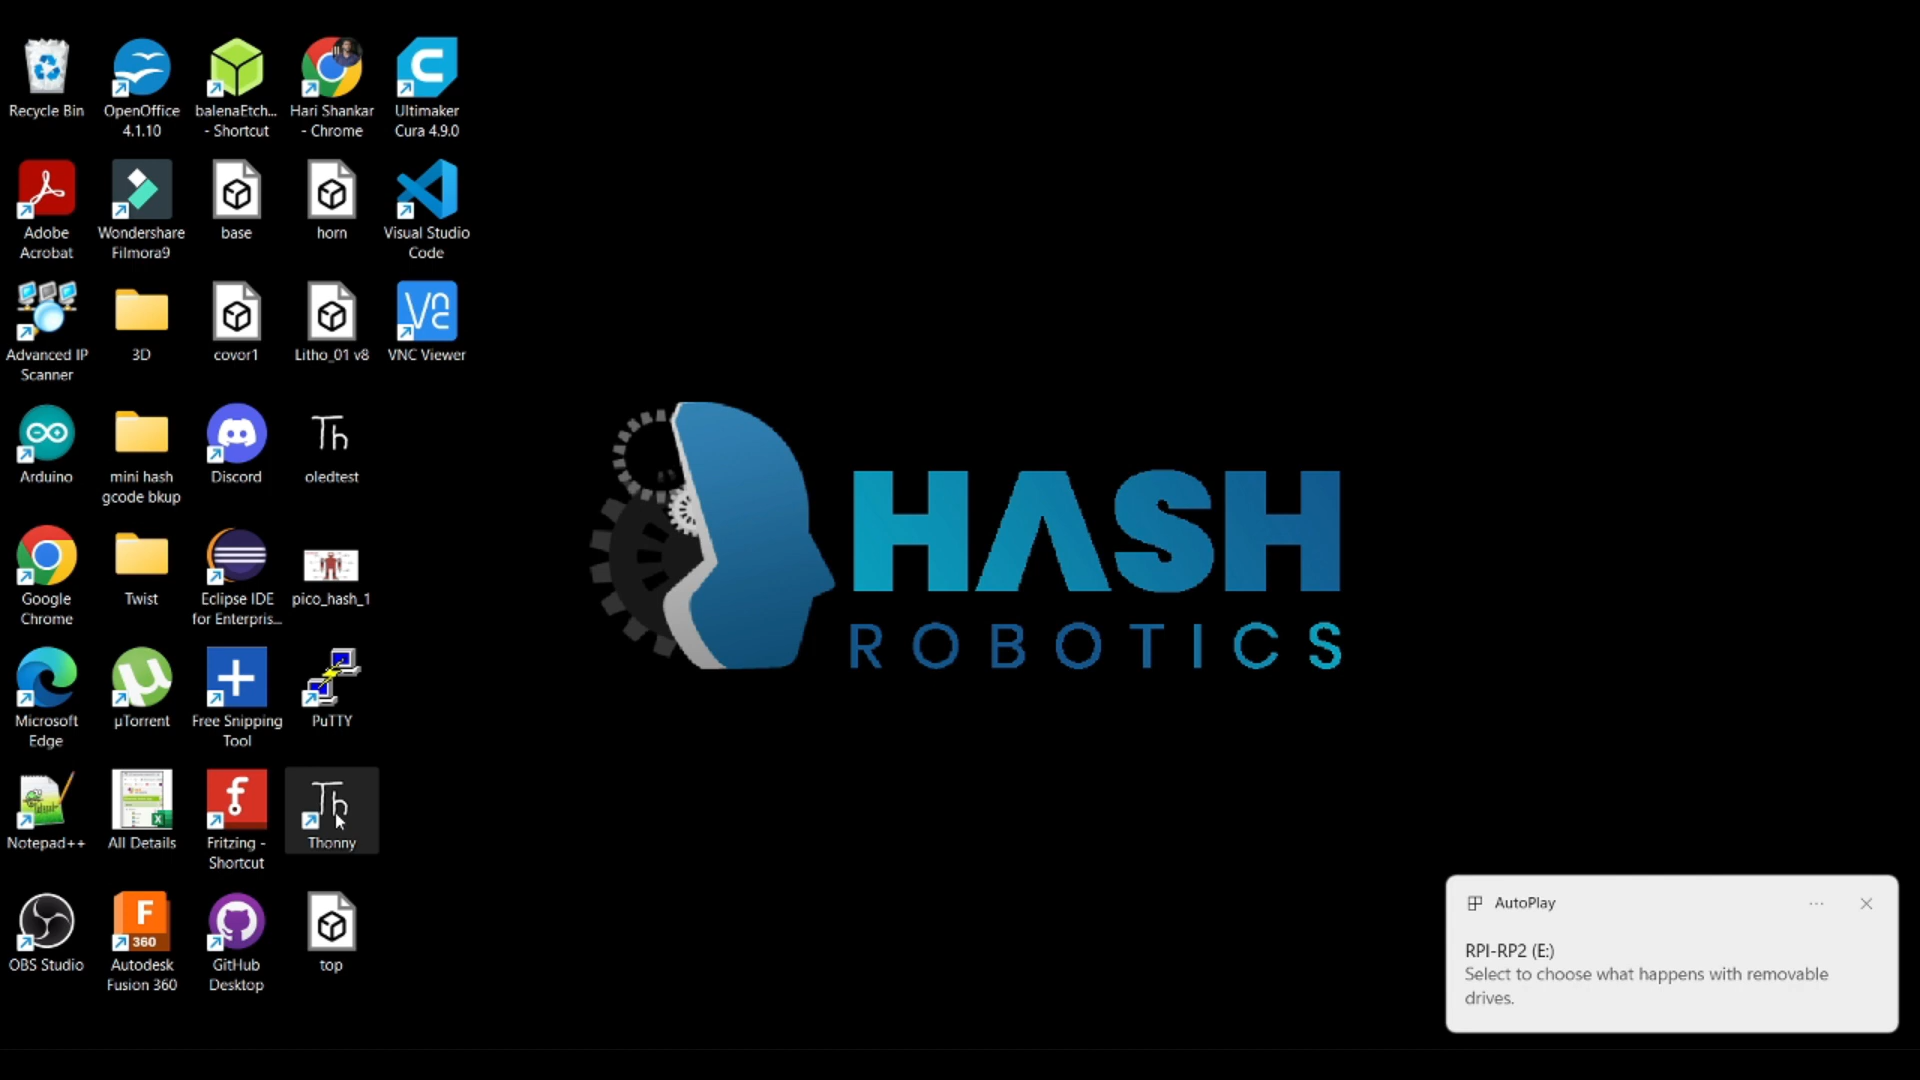 Recycle Bin
OpenOffice
4.1.10
balenaEtch...
- Shortcut
Hari Shankar
- Chrome
Ultimaker
Cura 4.9.0
Adobe
Acrobat
Wondershare
Filmora9
base
horn
Visual Studio
Code
Advanced IP
Scanner
3D
covor1
Litho_01 v8
VNC Viewer
Arduino
mini hash
gcode bkup
Discord
Th
oledtest
Google
Chrome
Twist
Eclipse IDE
for Enterpris...
pico_hash_1
Microsoft
Edge
µTorrent
Free Snipping
Tool
PuTTY
Notepad++
All Details
Fritzing -
Shortcut
Th
Thonny
OBS Studio
F
360
Autodesk
Fusion 360
GitHub
Desktop
top
HASH
ROBOTICS
AutoPlay
RPI-RP2 (E:)
Select to choose what happens with removable
drives.